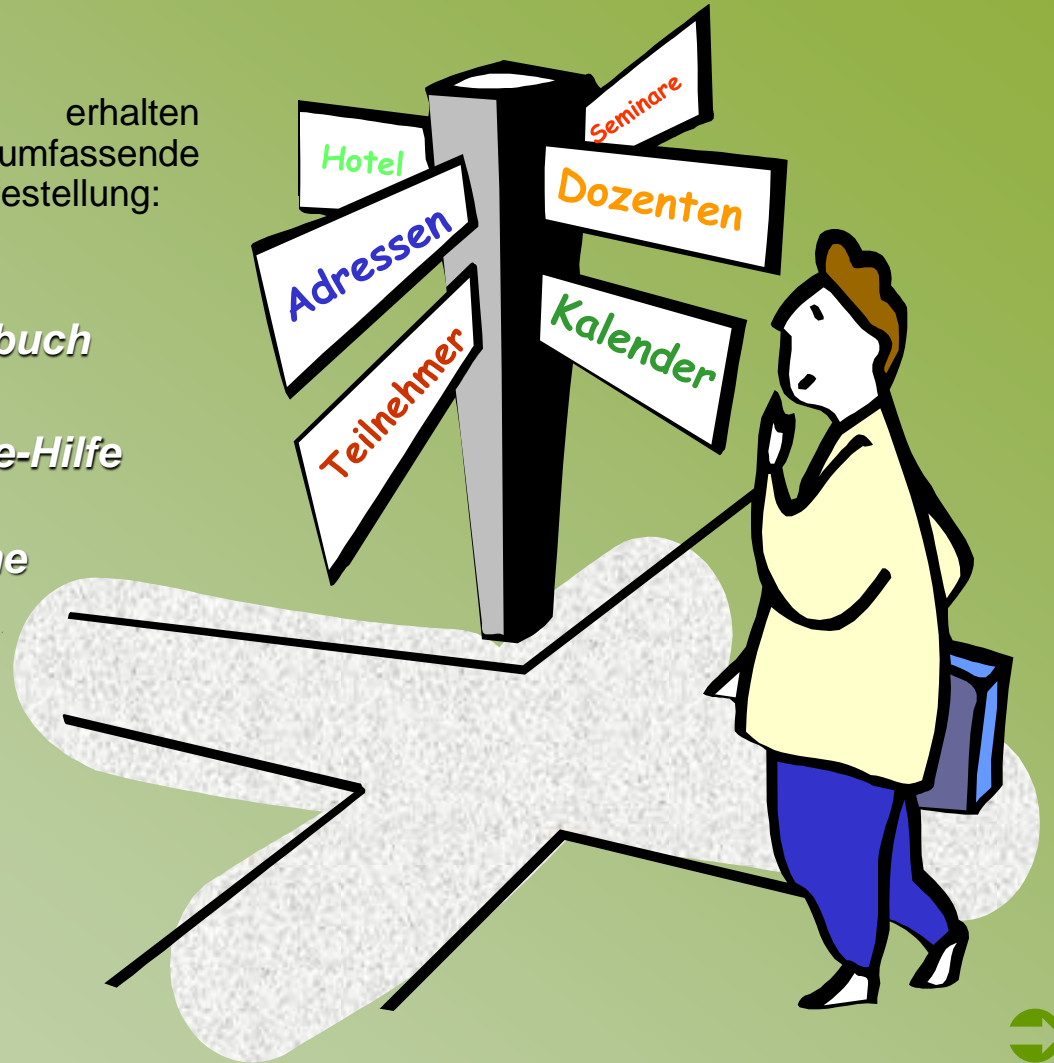 erhalten
umfassende
estellung:
buch
e-Hilfe
ne
Hotel
Seminare
Adressen
Dozenten
Teilnehmer
Kalender